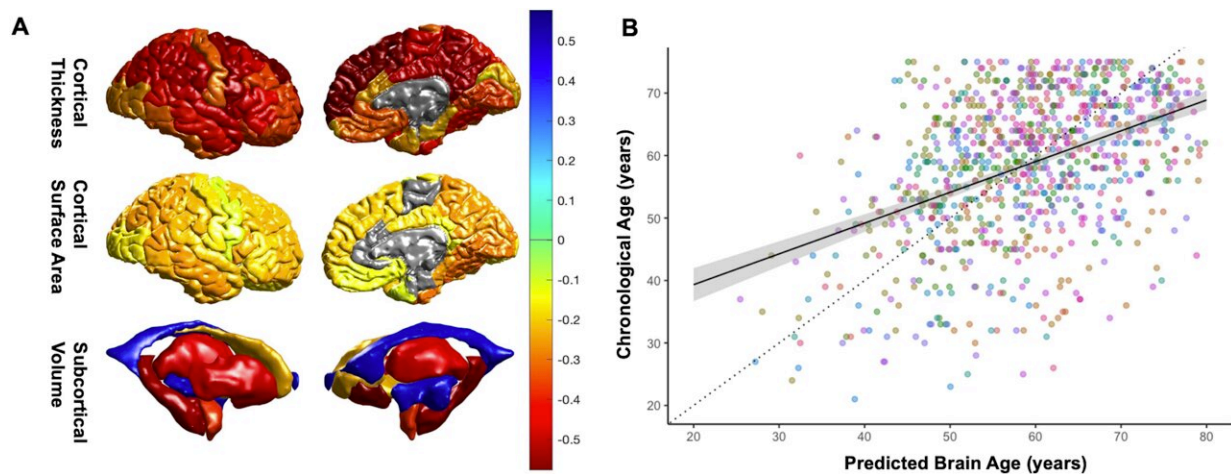 A
Cortical
Thickness
Cortical
Surface Area
Subcortical
Volume
0.5
0.4
0.3
0.2
0.1
0
-0.1
-0.2
-0.3
-0.4
-0.5
B
Chronological Age (years)
70
60
50
40
30
20
20
30
40
50
60
70
80
Predicted Brain Age (years)